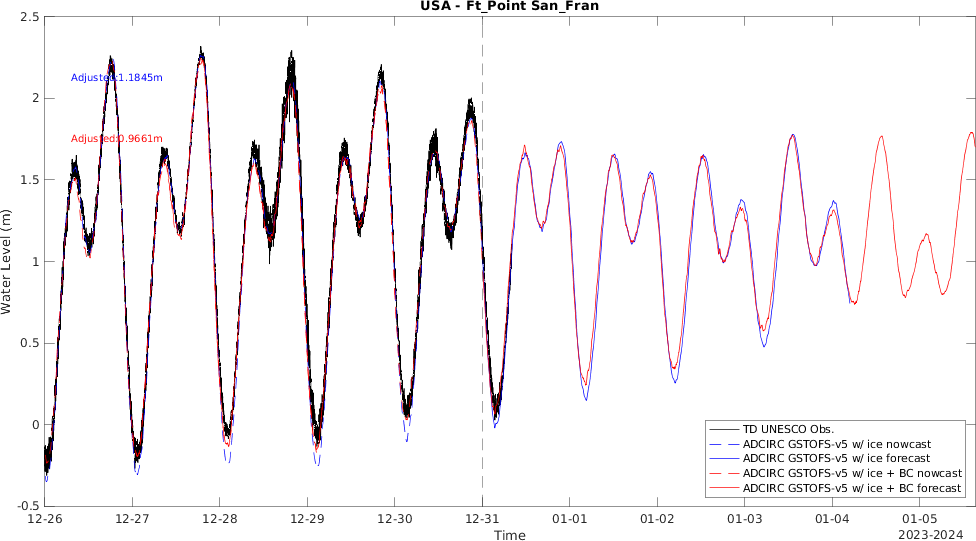 USA - Ft_Point San_Fran
2.5
2
1.5
1
0.5
0
-0.5
Water Level (m)
Adjusted:1.1845m
Adjusted:0.9661m
TD UNESCO Obs.
ADCIRC GSTOFS-v5 w/ ice nowcast
ADCIRC GSTOFS-v5 w/ ice forecast
ADCIRC GSTOFS-v5 w/ ice + BC nowcast
ADCIRC GSTOFS-v5 w/ ice + BC forecast
12-26 12-27 12-28 12-29 12-30 12-31 01-01 01-02 01-03 01-04 01-05
Time
2023-2024